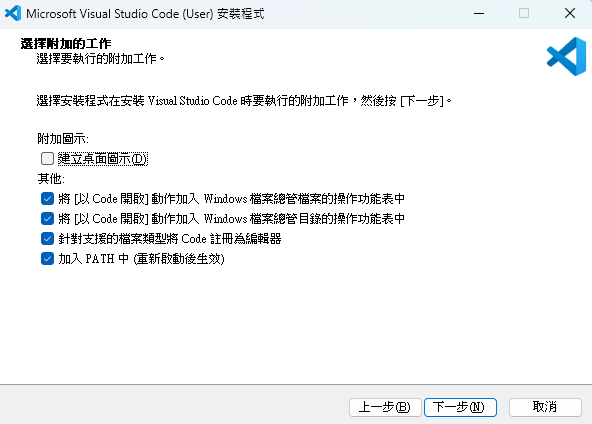 Microsoft Visual Studio Code (User) 安裝程式
選擇附加的工作
選擇要執行的附加工作。
選擇安裝程式在安裝 Visual Studio Code 時要執行的附加工作，然後按 [下一步]。
附加圖示:
建立桌面圖示(D)
其他:
將 [以 Code 開啟] 動作加入 Windows 檔案總管檔案的操作功能表中
將 [以 Code 開啟] 動作加入 Windows 檔案總管目錄的操作功能表中
針對支援的檔案類型將 Code 註冊為編輯器
加入 PATH 中 (重新啟動後生效)
上一步(B) 下一步(N) 取消